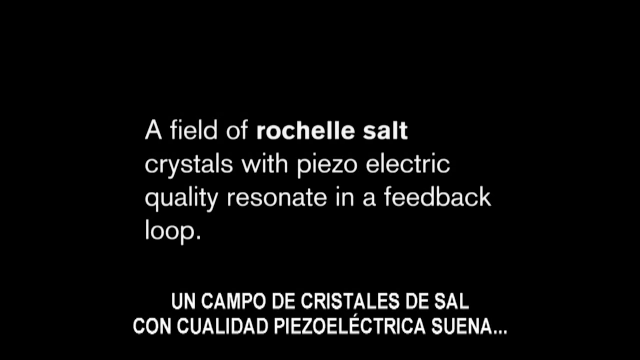 A field of rochelle salt
crystals with piezo electric
quality resonate in a feedback
loop.
UN CAMPO DE CRISTALES DE SAL
CON CUALIDAD PIEZOELÉCTRICA SUENA...